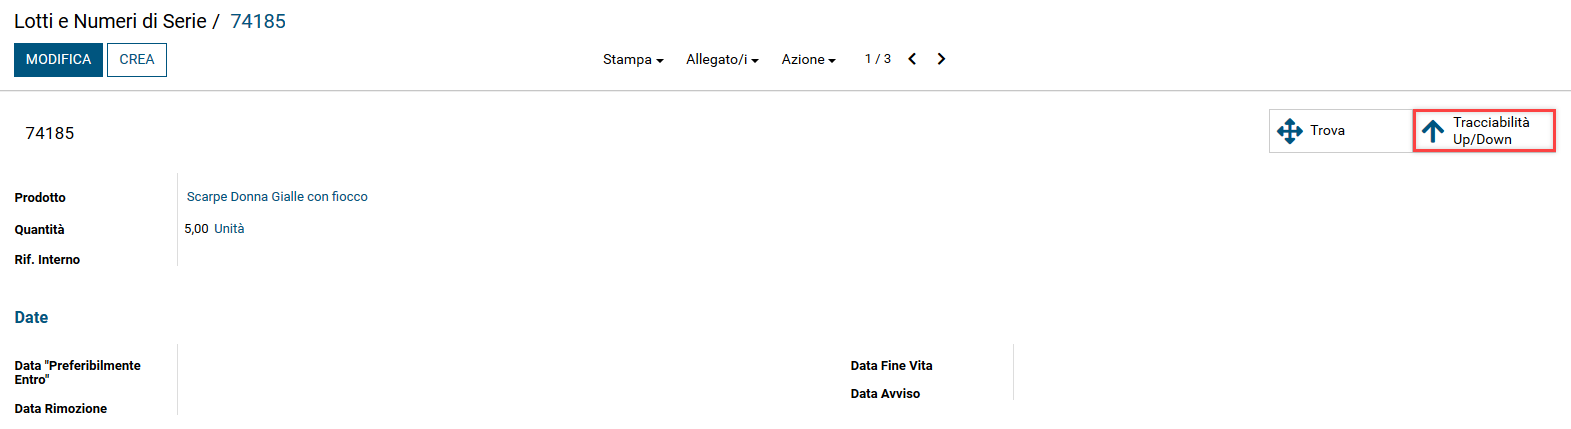 Lotti e Numeri di Serie / 74185
MODIFICA CREA Stampa Allegato/i Azione 1 / 3
74185
Trova
Tracciabilità
Up/Down
Prodotto Scarpe Donna Gialle con fiocco
Quantità 5,00 Unità
Rif. Interno
Date
Data "Preferibilmente
Entro"
Data Fine Vita
Data Rimozione
Data Avviso